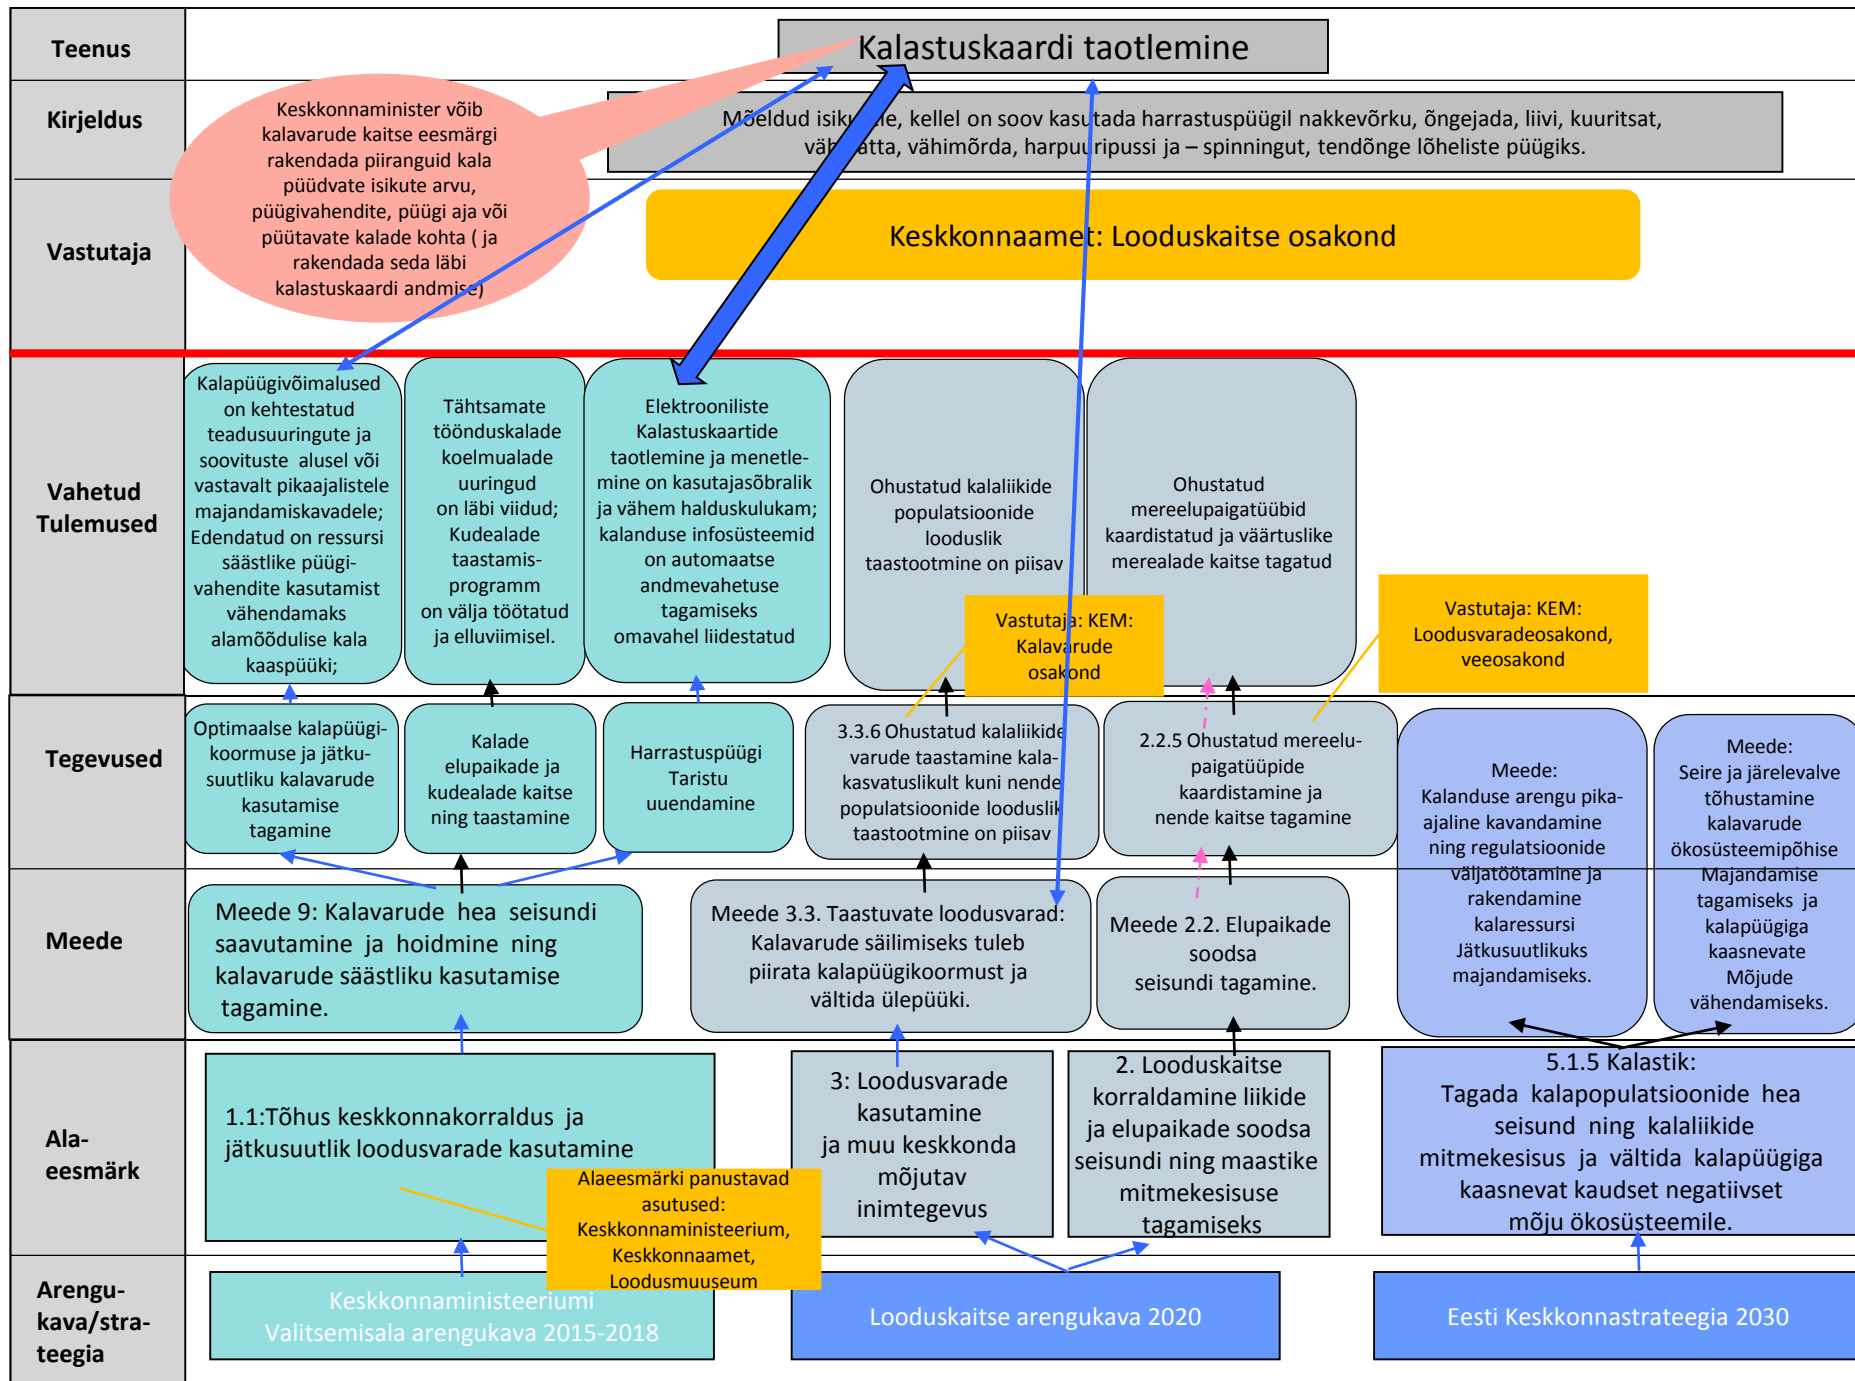 Teenus
Kalastuskaardi taotlemine
Kirjeldus
Mõeldud isiku le, kellel on soov kasutada harrastuspüügil nakkevõrku, õngejada, liivi, kuuritsat,
väh atta, vähimõrda, harpuuripussi ja – spinningut, tendõnge lõheliste püügiks.
Keskkonnaminister võib
kalavarude kaitse eesmärgi
rakendada piiranguid kala
püüdvate isikute arvu,
püügivahendite, püügi aja või
püütavate kalade kohta ( ja
rakendada seda läbi
kalastuskaardi andmise)
Vastutaja
Keskkonnaamet: Looduskaitse osakond
Vahetud
Tulemused
Kalapüügivõimalused
on kehtestatud
teadusuuringute ja
soovituste alusel või
vastavalt pikaajalistele
majandamiskavadele;
Edendatud on ressursi
säästlike püügi-
vahendite kasutamist
vähendamaks
alamõõdulise kala
kaaspüüki;
Tähtsamate
töönduskalade
koelmualade
uuringud
on läbi viidud;
Kudealade
taastamis-
programm
on välja töötatud
ja elluviimisel.
Elektrooniliste
Kalastuskaartide
taotlemine ja menetle-
mine on kasutajasõbralik
ja vähem halduskulukam;
kalanduse infosüsteemid
on automaatse
andmevahetuse
tagamiseks
omavahel liidestatud
Ohustatud kalaliikide
populatsioonide
looduslik
taastootmine on piisav
Ohustatud
mereelupaigatüübid
kaardistatud ja väärtuslike
merealade kaitse tagatud
Vastutaja: KEM:
Kalavarude
osakond
Vastutaja: KEM:
Loodusvaradeosakond,
veeosakond
Tegevused
Optimaalse kalapüügi-
koormuse ja jätku-
suutliku kalavarude
kasutamise
tagamine
Kalade
elupaikade ja
kudealade kaitse
ning taastamine
Harrastuspüügi
Taristu
uuendamine
3.3.6 Ohustatud kalaliikide
varude taastamine kala-
kasvatuslikult kuni nende
populatsioonide looduslik
taastootmine on piisav
2.2.5 Ohustatud mereelu-
paigatüüpide
kaardistamine ja
nende kaitse tagamine
Meede:
Kalanduse arengu pika-
ajaline kavandamine
ning regulatsioonide
väljatöötamine ja
rakendamine
kalaressursi
Jätkusuutlikuks
majandamiseks.
Meede:
Seire ja järelevalve
tõhustamine
kalavarude
ökosüsteemipõhise
Majandamise
tagamiseks ja
kalapüügiga
kaasnevate
Mõjude
vähendamiseks.
Meede
Meede 9: Kalavarude hea seisundi
saavutamine ja hoidmine ning
kalavarude säästliku kasutamise
tagamine.
Meede 3.3. Taastuvate loodusvarad:
Kalavarude säilimiseks tuleb
piirata kalapüügikoormust ja
vältida ülepüüki.
Meede 2.2. Elupaikade
soodsa
seisundi tagamine.
Ala-
eesmärk
1.1:Tõhus keskkonnakorraldus ja
jätkusuutlik loodusvarade kasutamine
Alaeesmärki panustavad
asutused:
Keskkonnaministeerium,
Keskkonnaamet,
Loodusmuuseum
3: Loodusvarade
kasutamine
ja muu keskkonda
mõjutav
inimtegevus
2. Looduskaitse
korraldamine liikide
ja elupaikade soodsa
seisundi ning maastike
mitmekesisuse
tagamiseks
5.1.5 Kalastik:
Tagada kalapopulatsioonide hea
seisund ning kalaliikide
mitmekesisus ja vältida kalapüügiga
kaasnevat kaudset negatiivset
mõju ökosüsteemile.
Arengu-
kava/stra-
teegia
Keskkonnaministeeriumi
Valitsemisala arengukava 2015-2018
Looduskaitse arengukava 2020
Eesti Keskkonnastrateegia 2030